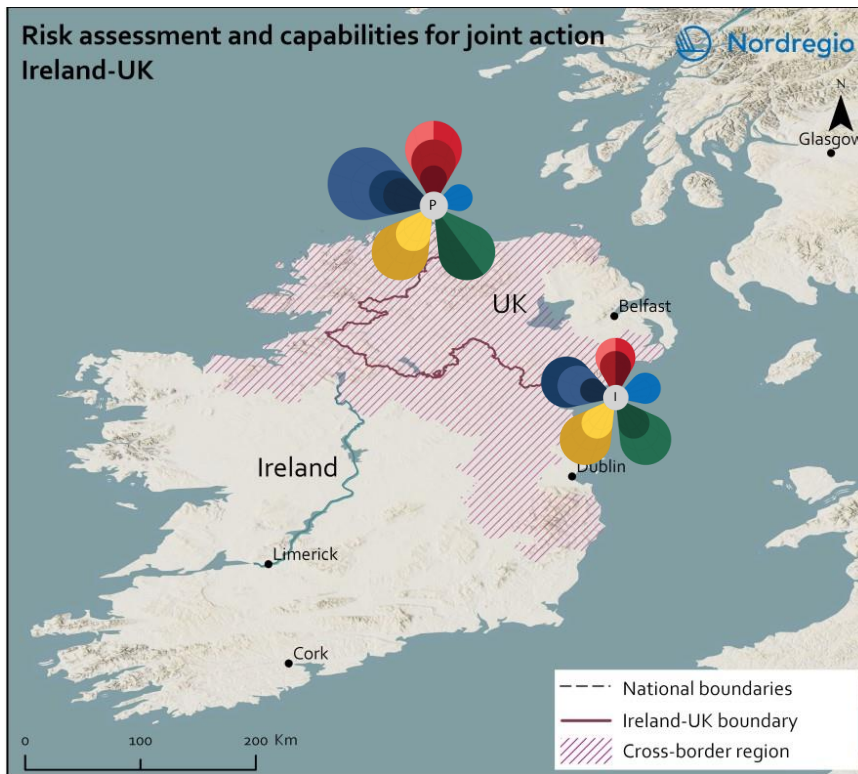 Risk assessment and capabilities for joint action
Ireland-UK
Nordregio
N
Glasgow
P
UK
Belfast
I
Ireland
Dublin
Limerick
Cork
National boundaries
Ireland-UK boundary
Cross-border region
0 100 200 Km